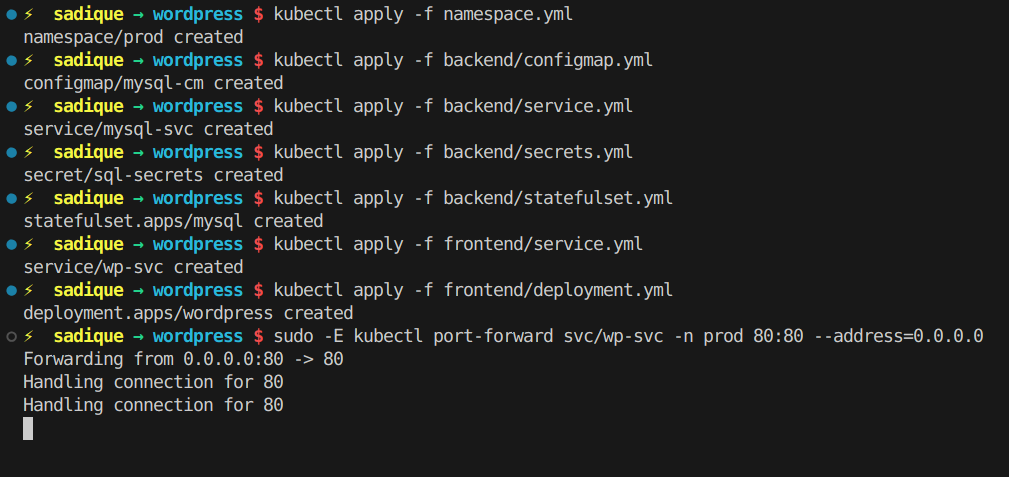 ⚡ sadique → wordpress $ kubectl apply -f namespace.yml
namespace/prod created
⚡ sadique → wordpress $ kubectl apply -f backend/configmap.yml
configmap/mysql-cm created
⚡ sadique → wordpress $ kubectl apply -f backend/service.yml
service/mysql-svc created
⚡ sadique → wordpress $ kubectl apply -f backend/secrets.yml
secret/sql-secrets created
⚡ sadique → wordpress $ kubectl apply -f backend/statefulset.yml
statefulset.apps/mysql created
⚡ sadique → wordpress $ kubectl apply -f frontend/service.yml
service/wp-svc created
⚡ sadique → wordpress $ kubectl apply -f frontend/deployment.yml
deployment.apps/wordpress created
⚡ sadique → wordpress $ sudo -E kubectl port-forward svc/wp-svc -n prod 80:80 --address=0.0.0.0
Forwarding from 0.0.0.0:80 -> 80
Handling connection for 80
Handling connection for 80